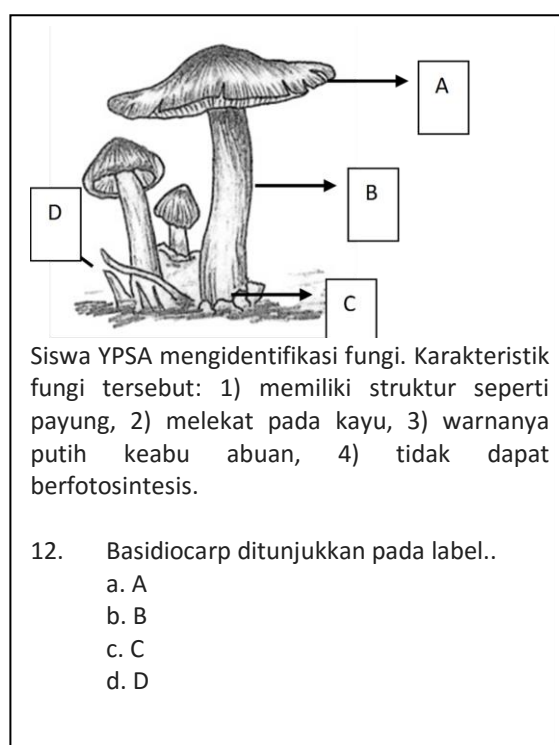 A
B
D
C
Siswa YPSA mengidentifikasi fungi. Karakteristik
fungi tersebut: 1) memiliki struktur seperti
payung, 2) melekat pada kayu, 3) warnanya
putih keabu abuan, 4) tidak dapat
berfotosintesis.
12. Basidiocarp ditunjukkan pada label..
a. A
b. B
c. C
d. D